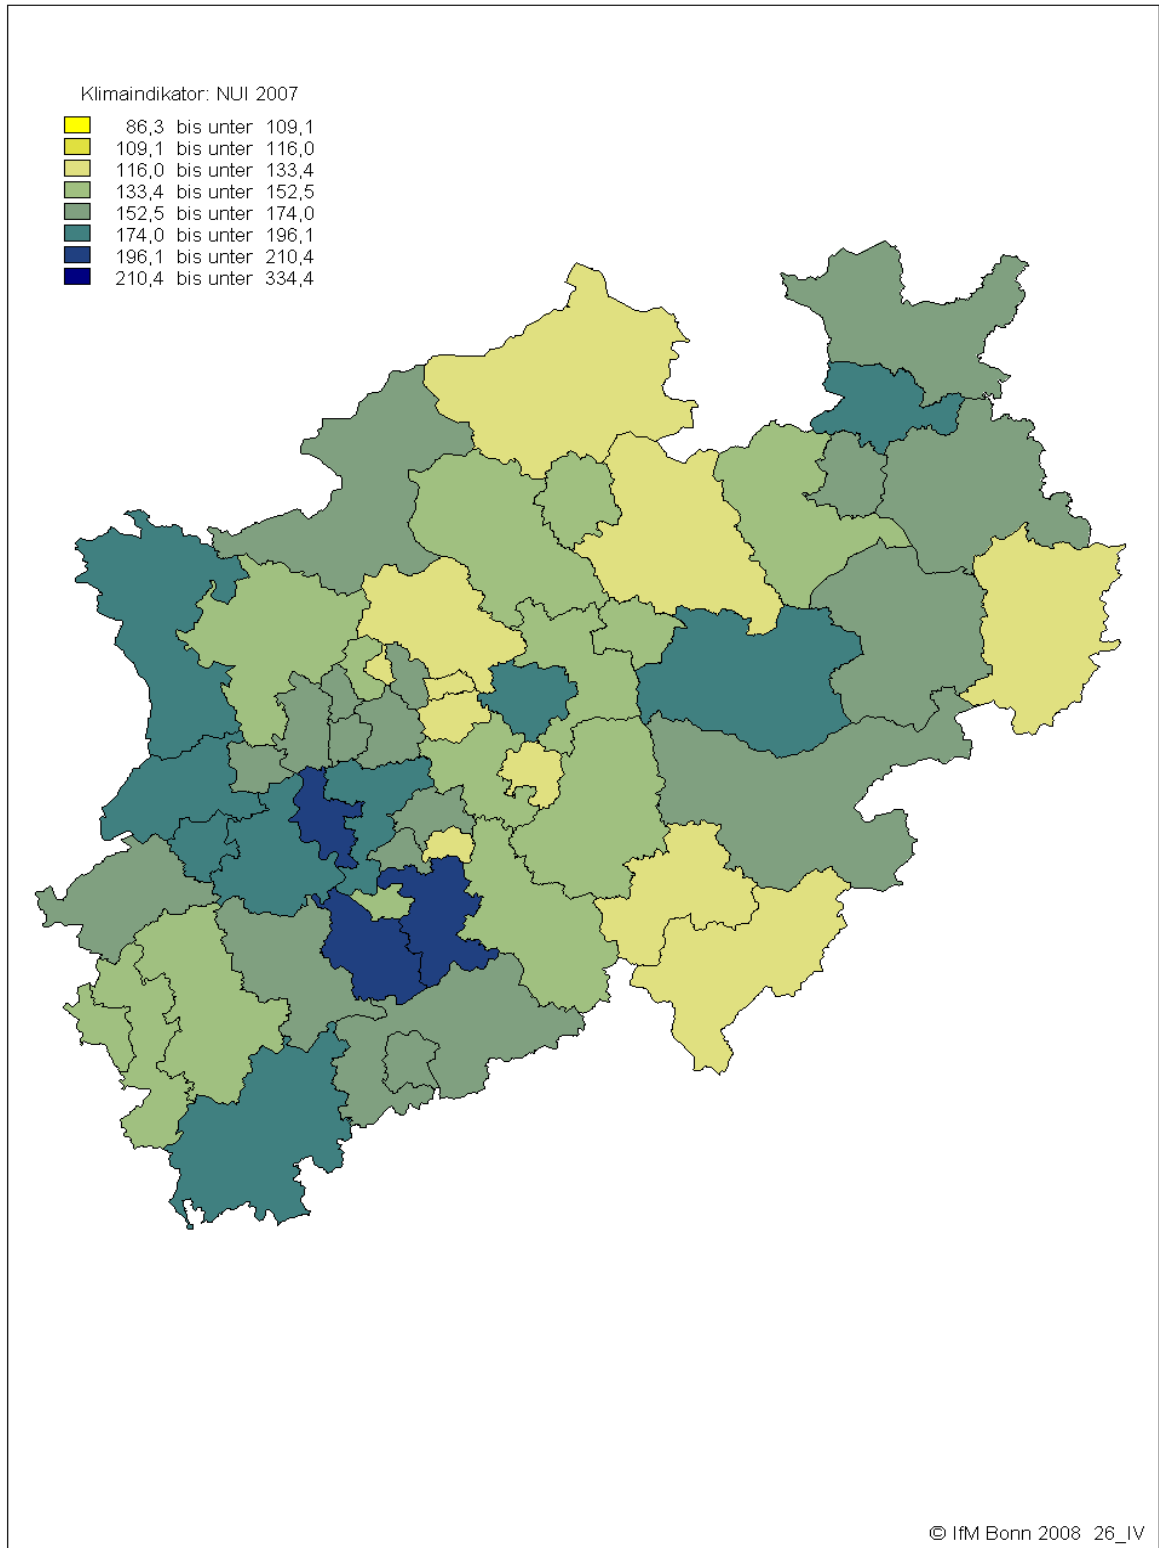 Klimaindikator: NUI 2007
86,3 bis unter 109,1
109,1 bis unter 116,0
116,0 bis unter 133,4
133,4 bis unter 152,5
152,5 bis unter 174,0
174,0 bis unter 196,1
196,1 bis unter 210,4
210,4 bis unter 334,4
© IfM Bonn 2008 26_IV